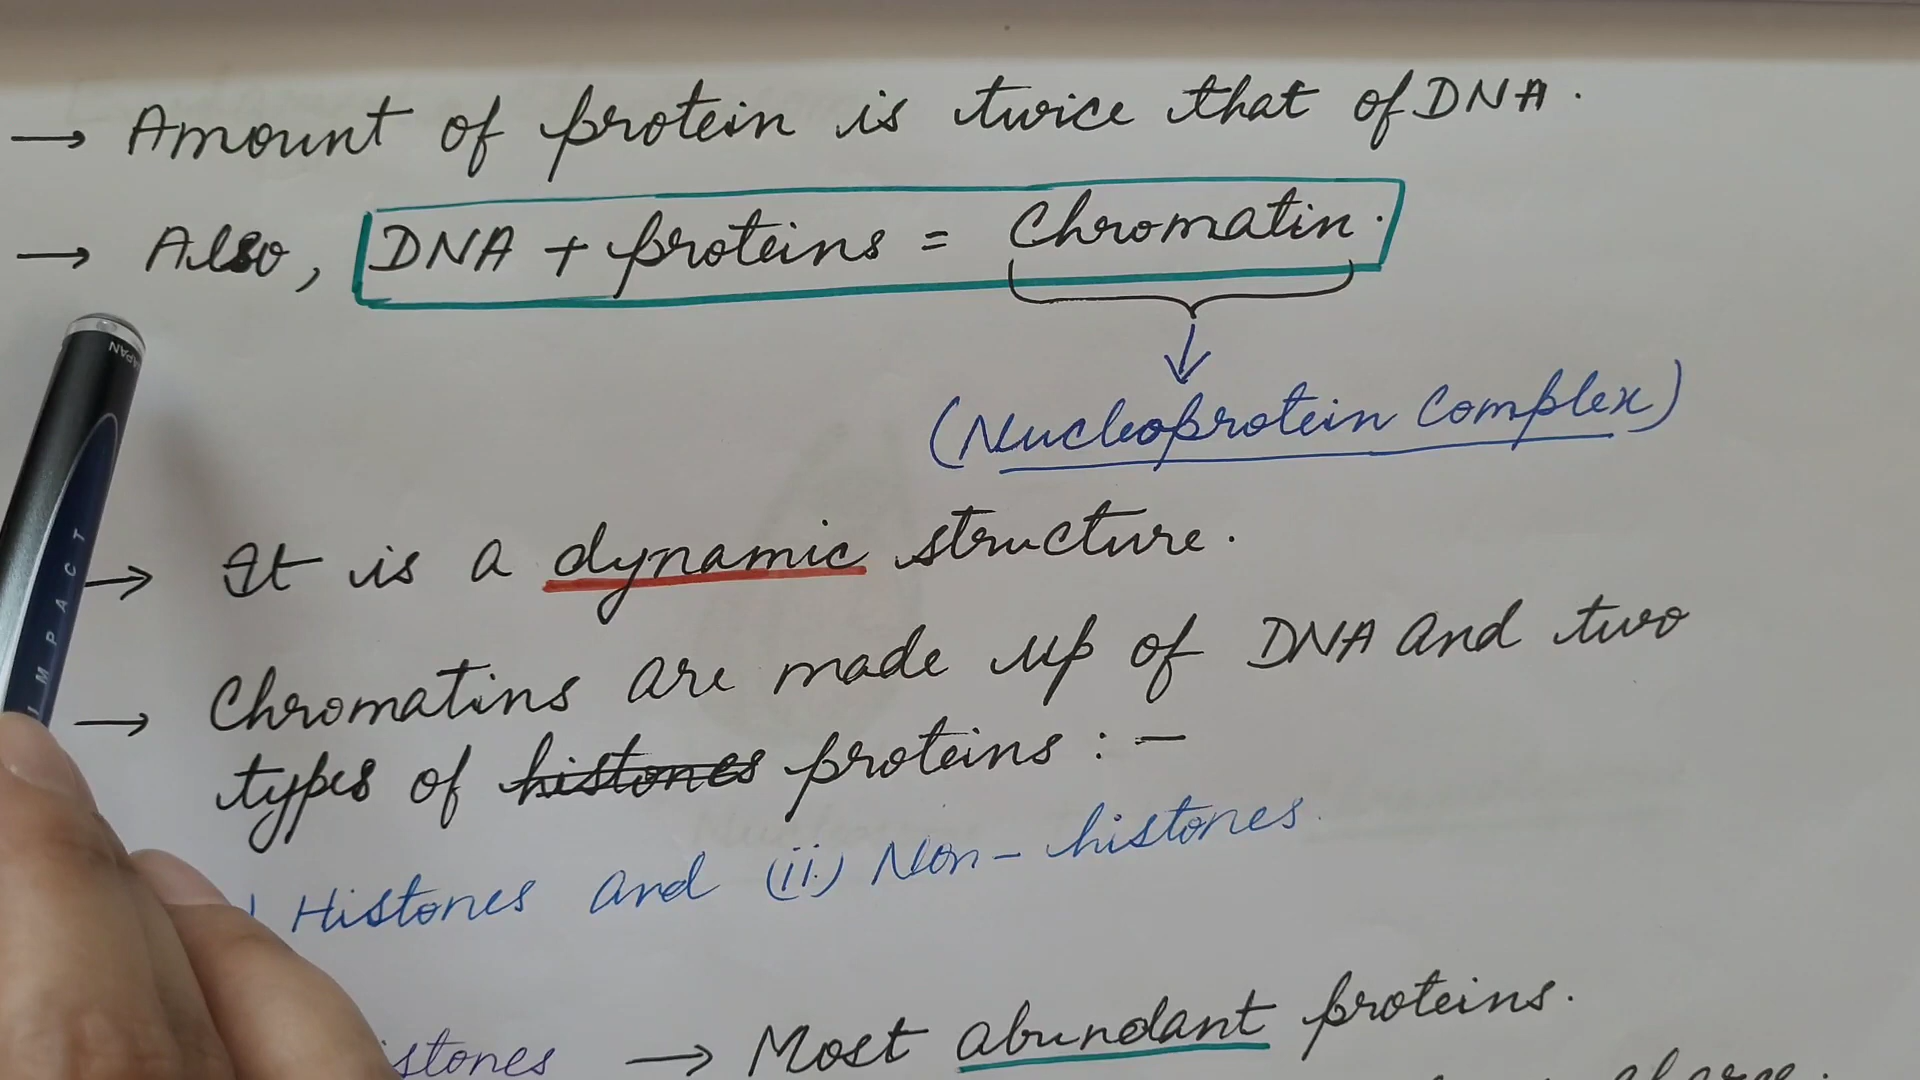 → Amount of protein is twice that of DNA.
→ Also, DNA + proteins = Chromatin.
(Nucleoprotein Complex)
→ It is a dynamic structure.
→ Chromatins are made up of DNA and two
types of histones proteins :-
) Histones and (ii) Non-histones.
stones → Most abundant proteins.
JAPAN
IMPACT